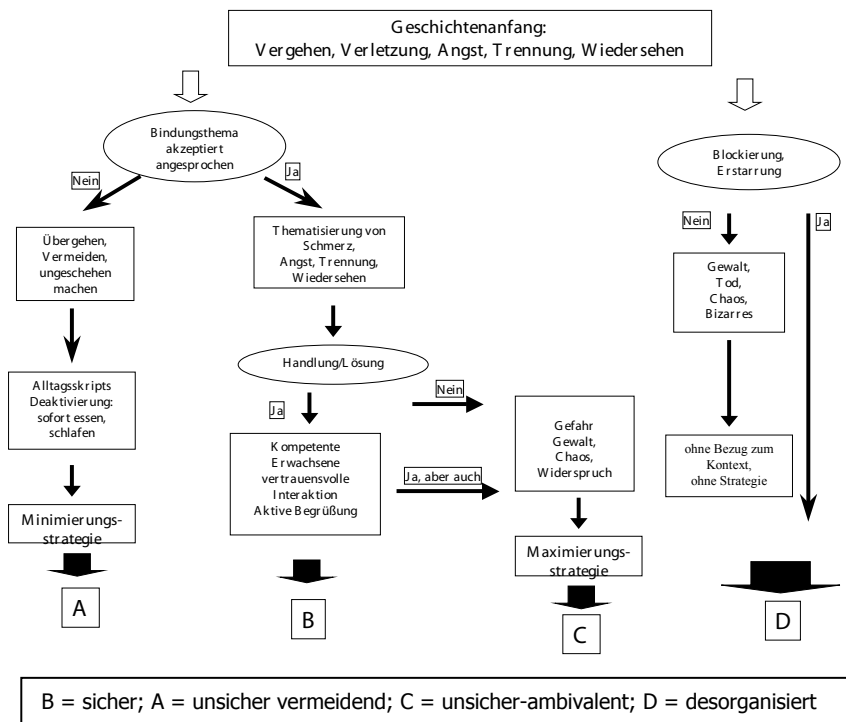 Geschichtenanfang:
Vergehen, Verletzung, Angst, Trennung, Wiedersehen
Bindungsthema
akzeptiert
angesprochen
Nein
Ja
Übergehen,
Vermeiden,
ungeschehen
machen
Thematisierung von
Schmerz,
Angst, Trennung,
Wiedersehen
Alltagsskripts
Deaktivierung:
sofort essen,
schlafen
Handlung/Lösung
Ja
Nein
Kompetente
Erwachsene
vertrauensvolle
Interaktion
Aktive Begrüßung
Ja, aber auch
Gefahr
Gewalt,
Chaos,
Widerspruch
Minimierungs-
strategie
Maximierungs-
strategie
A
B
C
Blockierung,
Erstarrung
Nein
Ja
Gewalt,
Tod,
Chaos,
Bizarres
ohne Bezug zum
Kontext,
ohne Strategie
D
B = sicher; A = unsicher vermeidend; C = unsicher-ambivalent; D = desorganisiert